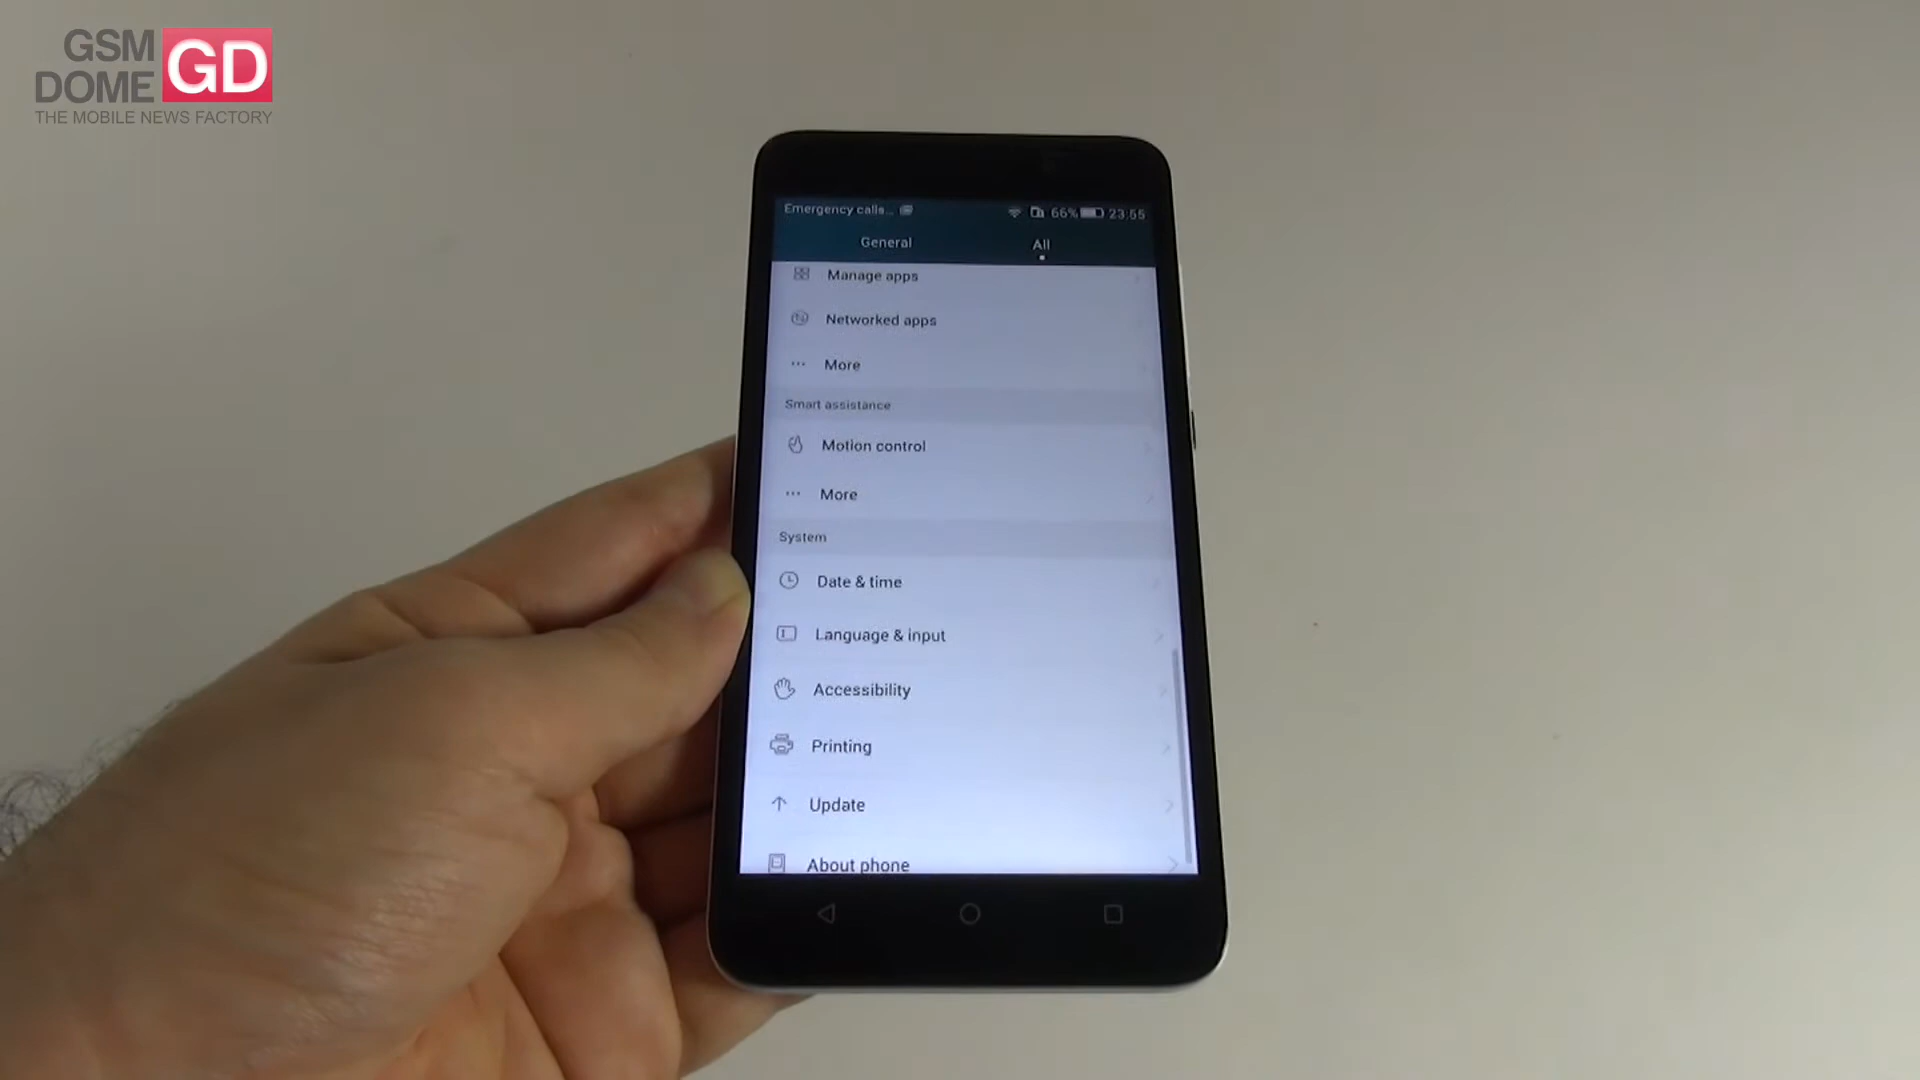 GSM
DOME
GD
THE MOBILE NEWS FACTORY
Emergency calls... 66% 23:55
General All
Manage apps
Networked apps
More
Smart assistance
Motion control
More
System
Date & time
Language & input
Accessibility
Printing
Update
About phone